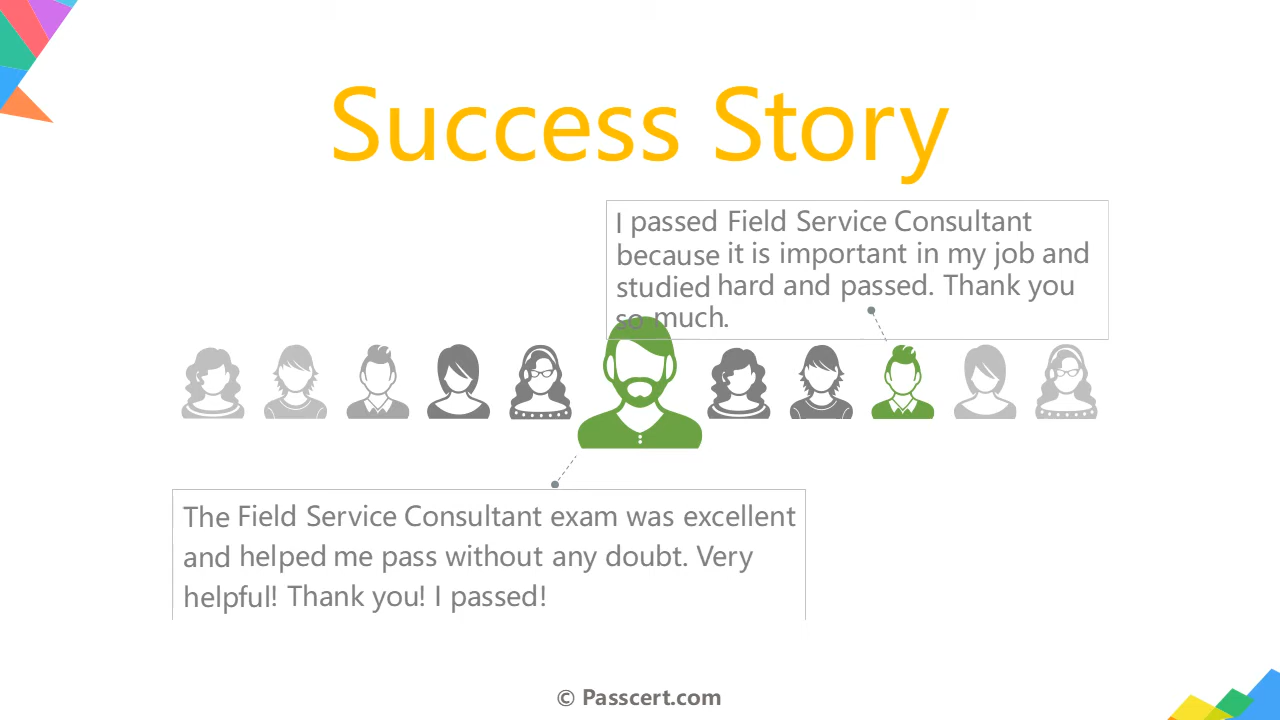 Success Story
I passed Field Service Consultant
because it is important in my job and
studied hard and passed. Thank you
so much.
The Field Service Consultant exam was excellent
and helped me pass without any doubt. Very
helpful! Thank you! I passed!
© Passcert.com